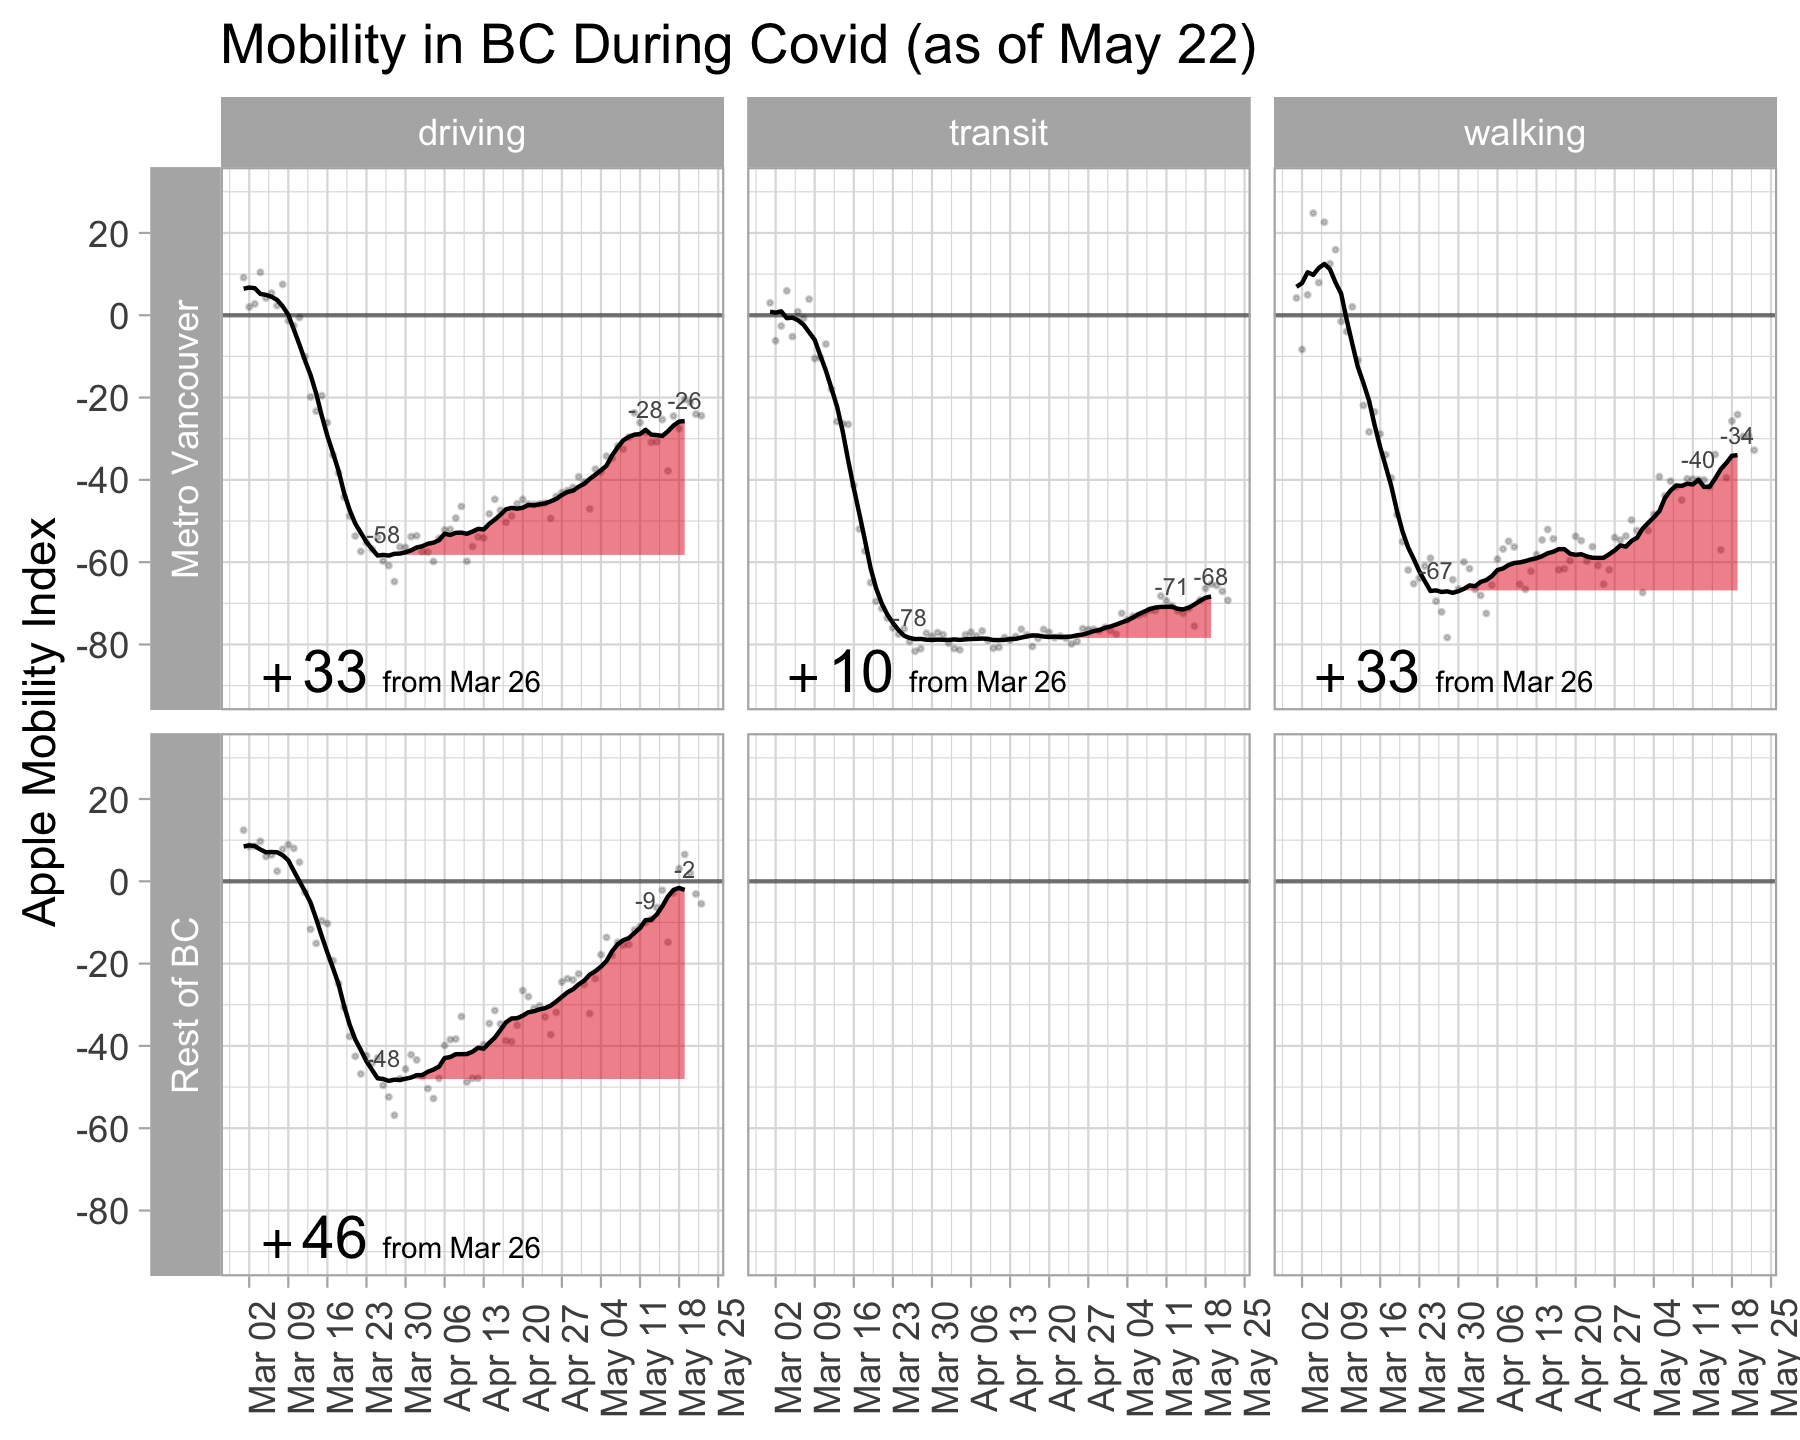 Mobility in BC During Covid (as of May 22)
driving
transit
walking
Apple Mobility Index
Metro Vancouver
20
0
-20
-40
-60
-80
-58
-28
-26
+33 from Mar 26
-78
-71
-68
+10 from Mar 26
-67
-40
-34
+33 from Mar 26
Rest of BC
20
0
-20
-40
-60
-80
-48
-9
-2
+46 from Mar 26
Mar 02
Mar 09
Mar 16
Mar 23
Mar 30
Apr 06
Apr 13
Apr 20
Apr 27
May 04
May 11
May 18
May 25
Mar 02
Mar 09
Mar 16
Mar 23
Mar 30
Apr 06
Apr 13
Apr 20
Apr 27
May 04
May 11
May 18
May 25
Mar 02
Mar 09
Mar 16
Mar 23
Mar 30
Apr 06
Apr 13
Apr 20
Apr 27
May 04
May 11
May 18
May 25